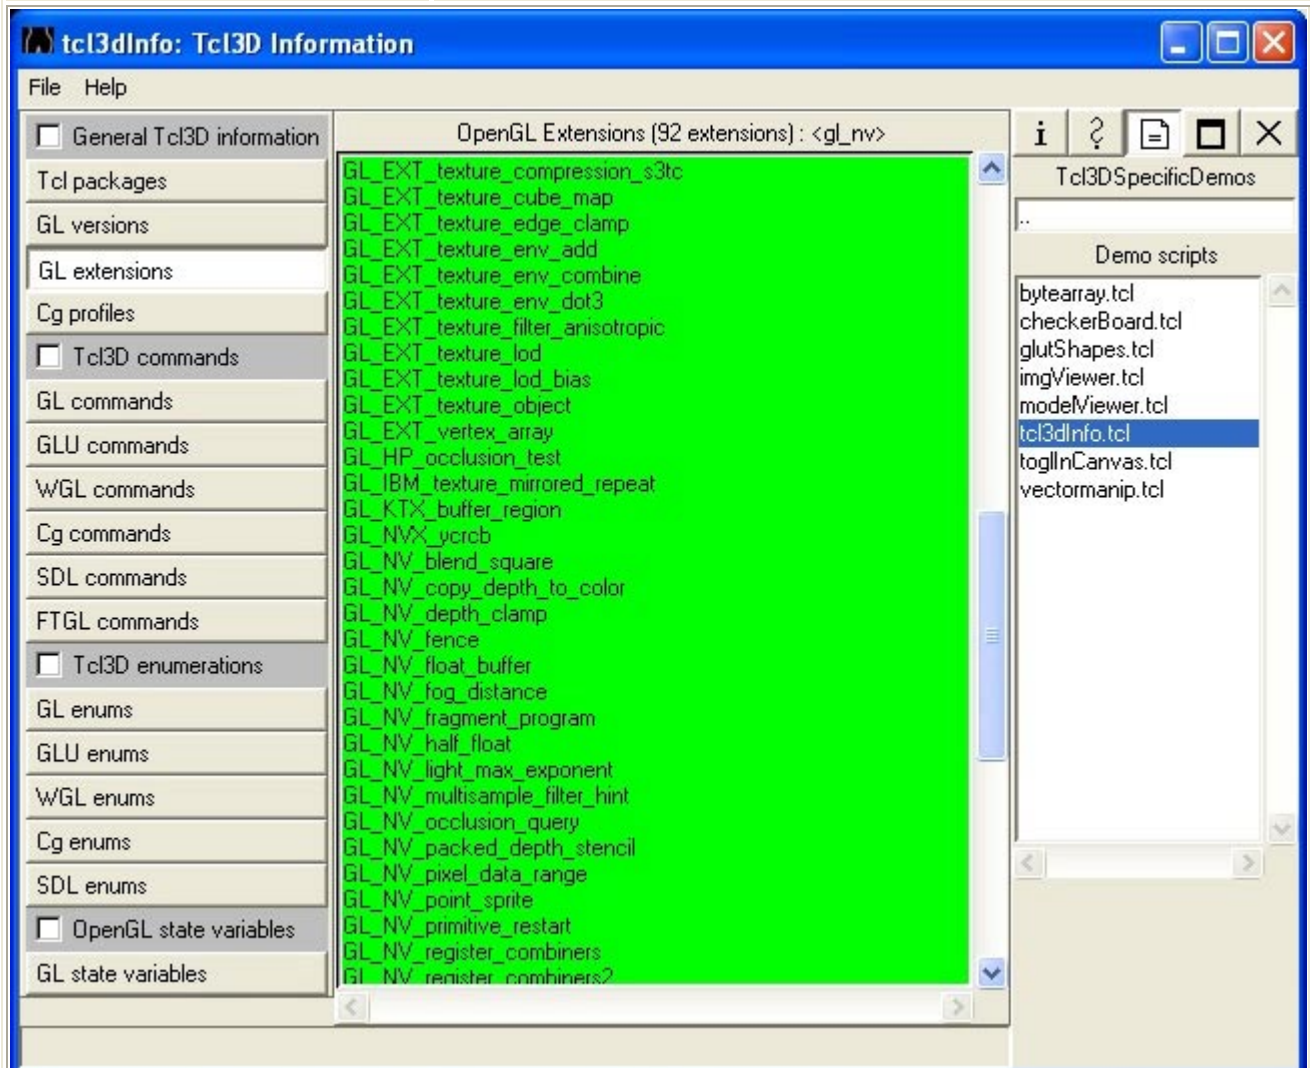 tcl3dInfo: Tcl3D Information
File Help
General Tcl3D information
Tcl packages
GL versions
GL extensions
Cg profiles
Tcl3D commands
GL commands
GLU commands
WGL commands
Cg commands
SDL commands
FTGL commands
Tcl3D enumerations
GL enums
GLU enums
WGL enums
Cg enums
SDL enums
OpenGL state variables
GL state variables
OpenGL Extensions (92 extensions) : <gl_nv>
GL_EXT_texture_compression_s3tc
GL_EXT_texture_cube_map
GL_EXT_texture_edge_clamp
GL_EXT_texture_env_add
GL_EXT_texture_env_combine
GL_EXT_texture_env_dot3
GL_EXT_texture_filter_anisotropic
GL_EXT_texture_lod
GL_EXT_texture_lod_bias
GL_EXT_texture_object
GL_EXT_vertex_array
GL_HP_occlusion_test
GL_IBM_texture_mirrored_repeat
GL_KTX_buffer_region
GL_NVX_ycrcb
GL_NV_blend_square
GL_NV_copy_depth_to_color
GL_NV_depth_clamp
GL_NV_fence
GL_NV_float_buffer
GL_NV_fog_distance
GL_NV_fragment_program
GL_NV_half_float
GL_NV_light_max_exponent
GL_NV_multisample_filter_hint
GL_NV_occlusion_query
GL_NV_packed_depth_stencil
GL_NV_pixel_data_range
GL_NV_point_sprite
GL_NV_primitive_restart
GL_NV_register_combiners
GL_NV_register_combiners2
i ?
Tcl3DSpecificDemos
..
Demo scripts
bytearray.tcl
checkerBoard.tcl
glutShapes.tcl
imgViewer.tcl
modelViewer.tcl
tcl3dInfo.tcl
toglInCanvas.tcl
vectormanip.tcl